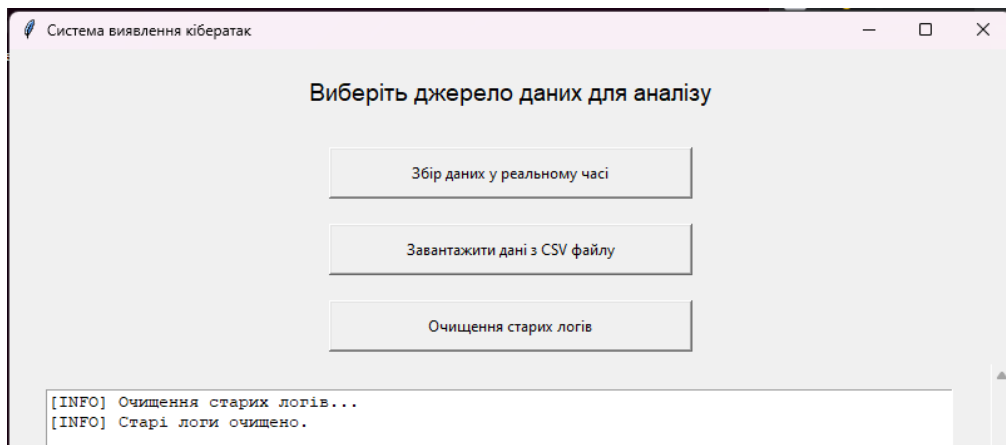 Система виявлення кібератак
Виберіть джерело даних для аналізу
Збір даних у реальному часі
Завантажити дані з CSV файлу
Очищення старих логів
[INFO] Очищення старих логів...
[INFO] Старі логи очищено.